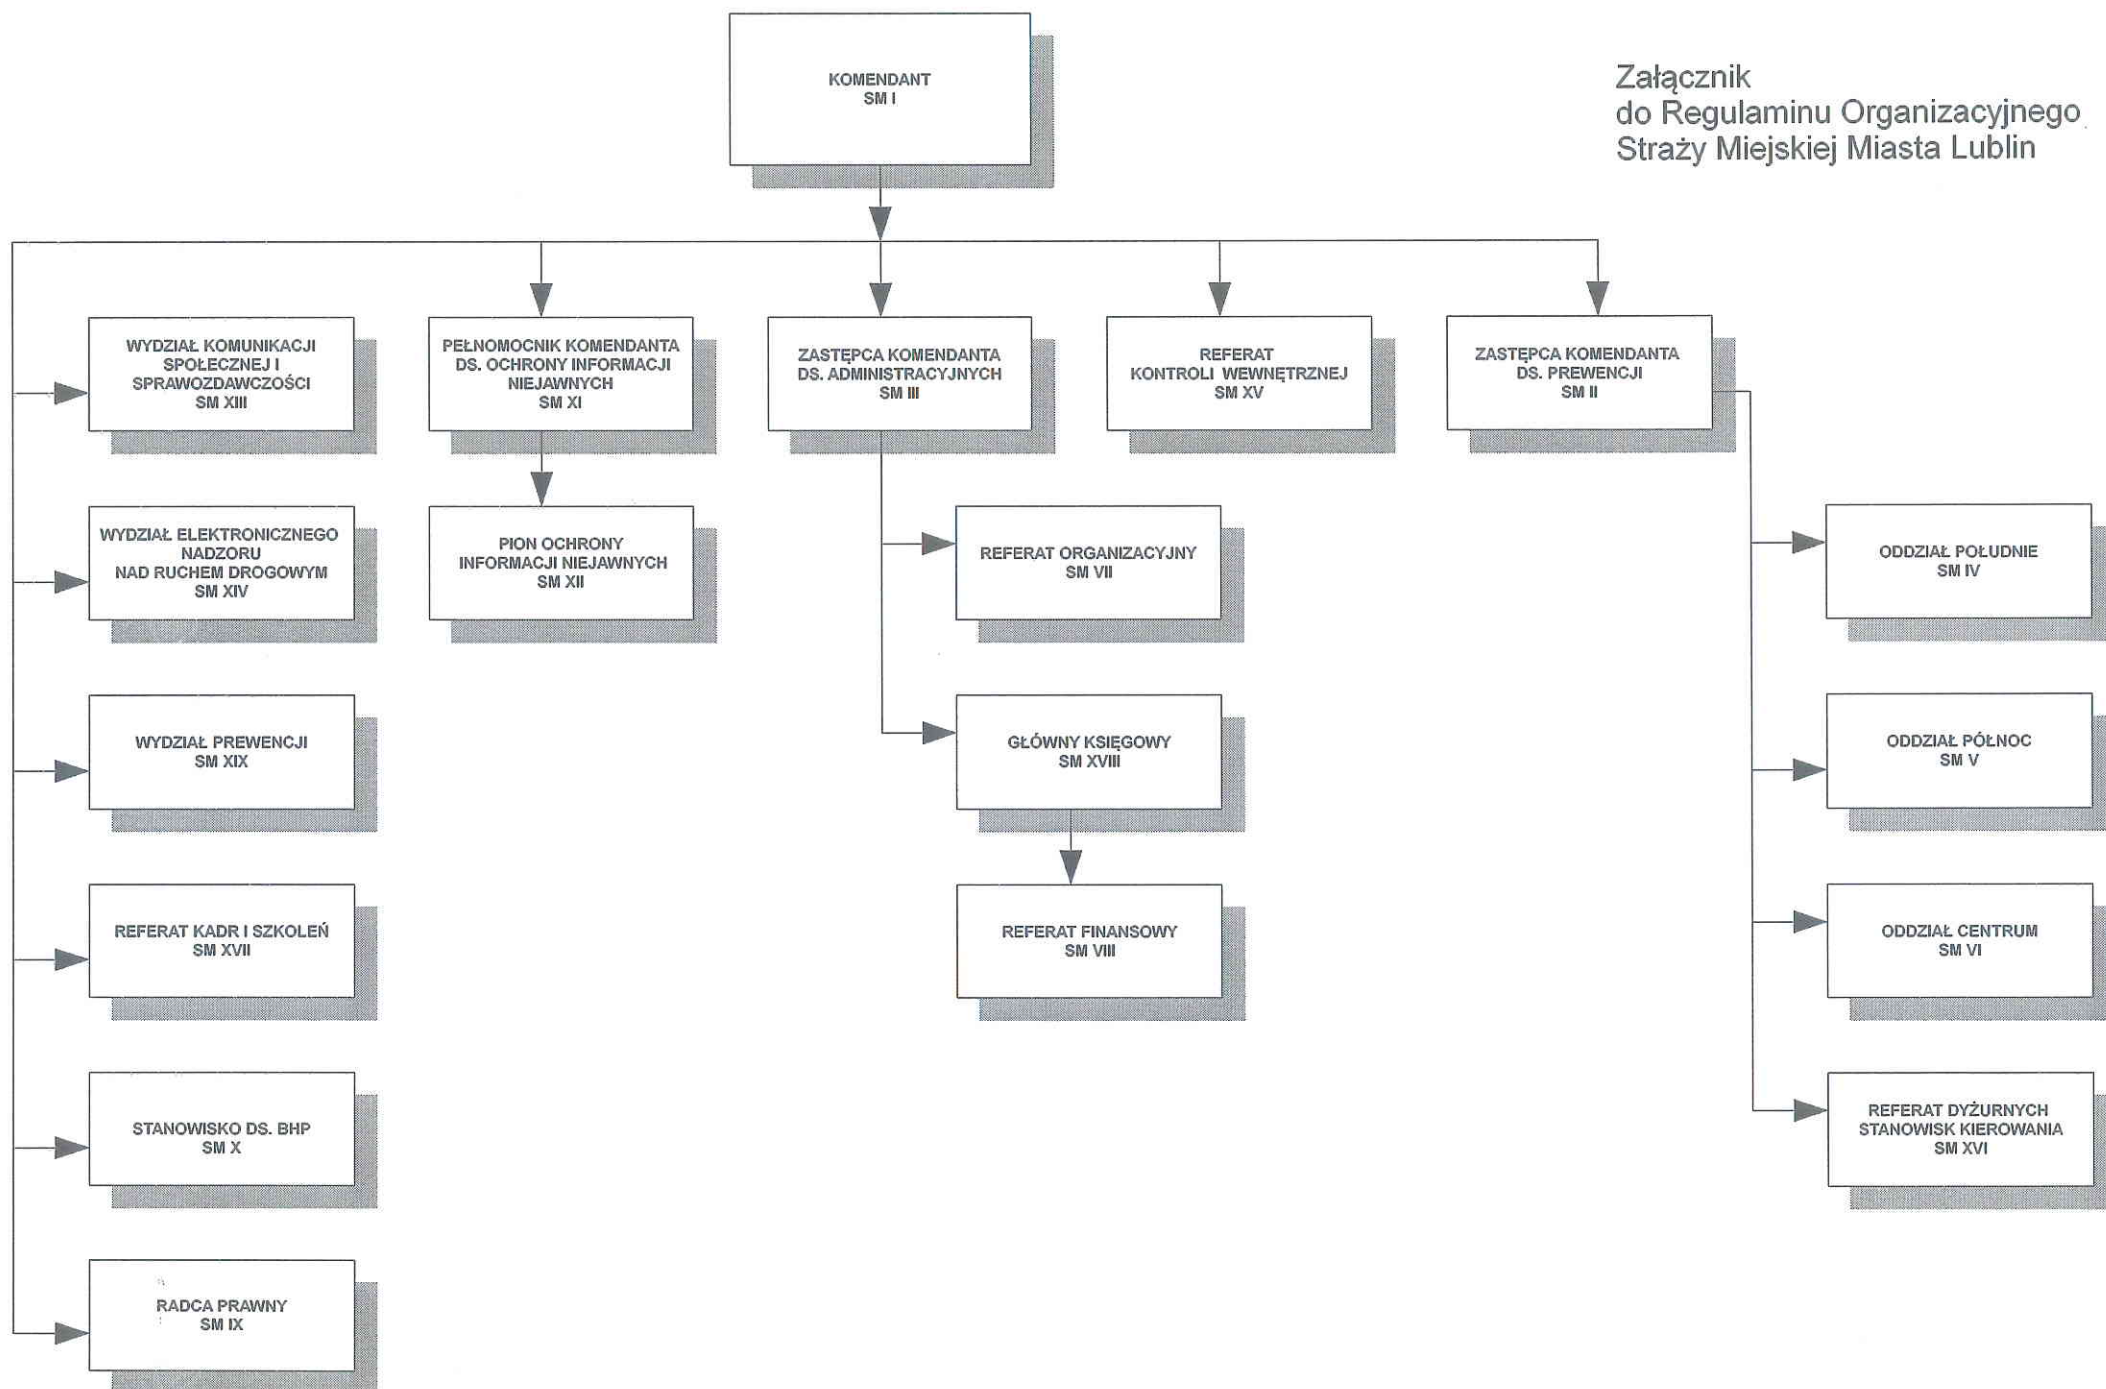 KOMENDANT
SM I
Załącznik
do Regulaminu Organizacyjnego
Straży Miejskiej Miasta Lublin
WYDZIAŁ KOMUNIKACJI
SPOŁECZNEJ I
SPRAWOZDAWCZOŚCI
SM XIII
PEŁNOMOCNIK KOMENDANTA
DS. OCHRONY INFORMACJI
NIEJAWNYCH
SM XI
ZASTĘPCA KOMENDANTA
DS. ADMINISTRACYJNYCH
SM III
REFERAT
KONTROLI WEWNĘTRZNEJ
SM XV
ZASTĘPCA KOMENDANTA
DS. PREWENCJI
SM II
WYDZIAŁ ELEKTRONICZNEGO
NADZORU
NAD RUCHEM DROGOWYM
SM XIV
PION OCHRONY
INFORMACJI NIEJAWNYCH
SM XII
REFERAT ORGANIZACYJNY
SM VII
ODDZIAŁ POŁUDNIE
SM IV
WYDZIAŁ PREWENCJI
SM XIX
GŁÓWNY KSIĘGOWY
SM XVIII
ODDZIAŁ PÓŁNOC
SM V
REFERAT KADR I SZKOLEŃ
SM XVII
REFERAT FINANSOWY
SM VIII
ODDZIAŁ CENTRUM
SM VI
STANOWISKO DS. BHP
SM X
REFERAT DYŻURNYCH
STANOWISK KIEROWANIA
SM XVI
RADCA PRAWNY
SM IX